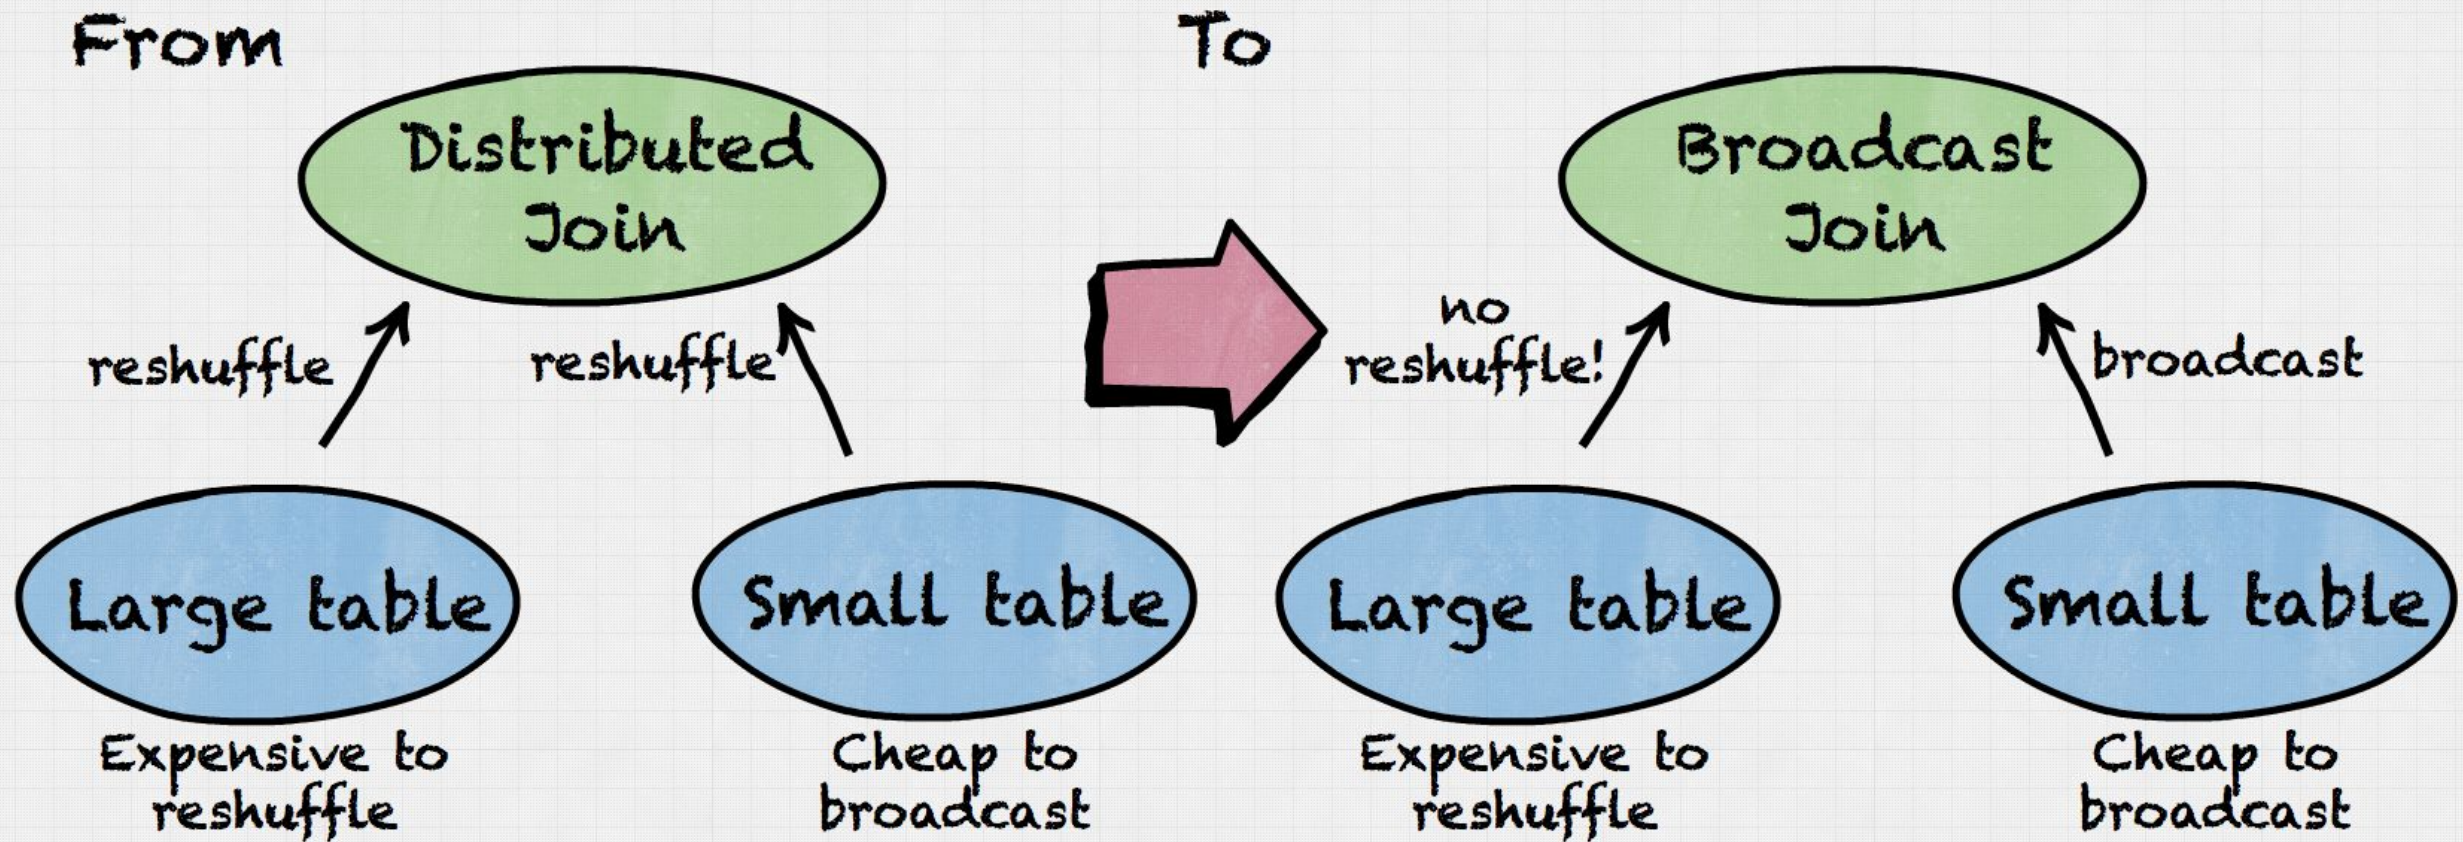 From
Distributed
Join
reshuffle
reshuffle
Large table
Small table
Expensive to
reshuffle
Cheap to
broadcast
To
Broadcast
Join
no
reshuffle!
broadcast
Large table
Small table
Expensive to
reshuffle
Cheap to
broadcast